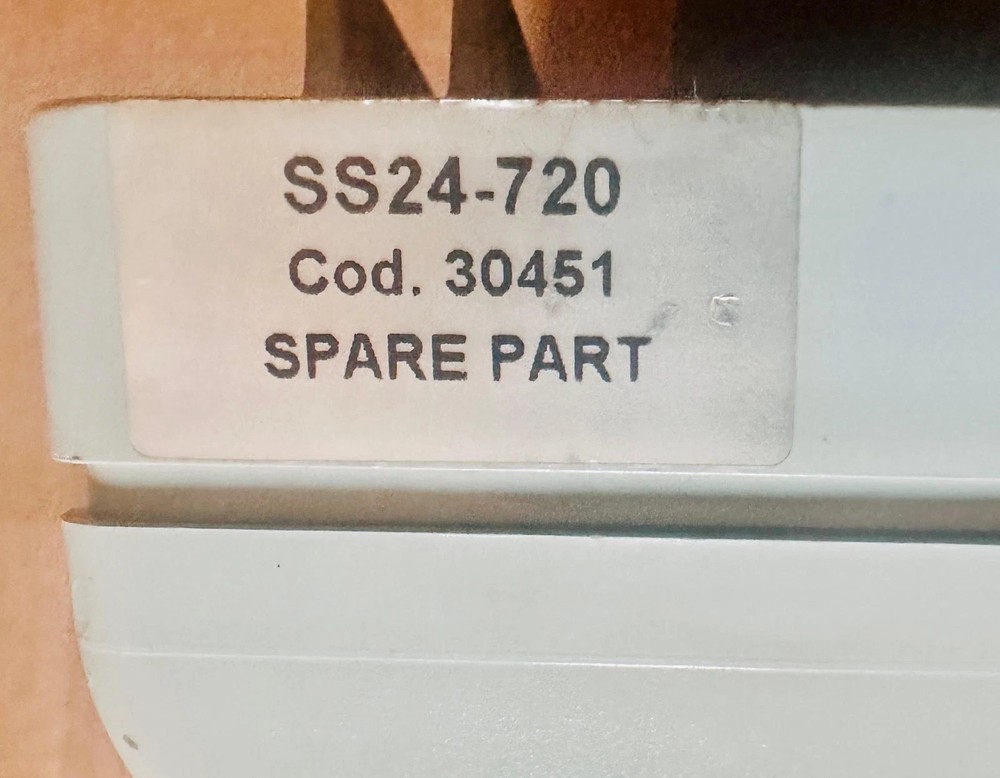 SS24-720
Cod. 30451
SPARE PART